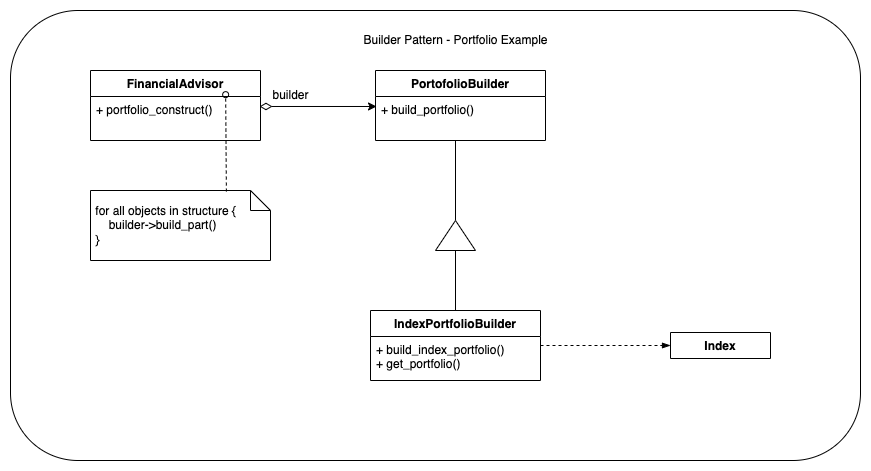 Builder Pattern - Portfolio Example
FinancialAdvisor
+ portfolio_construct()
builder
PortofolioBuilder
+ build_portfolio()
for all objects in structure {
builder->build_part()
}
IndexPortfolioBuilder
+ build_index_portfolio()
+ get_portfolio()
Index